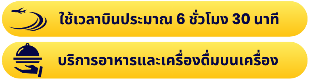 ใช้เวลาบินประมาณ 6 ชั่วโมง 30 นาที
บริการอาหารและเครื่องดื่มบนเครื่อง